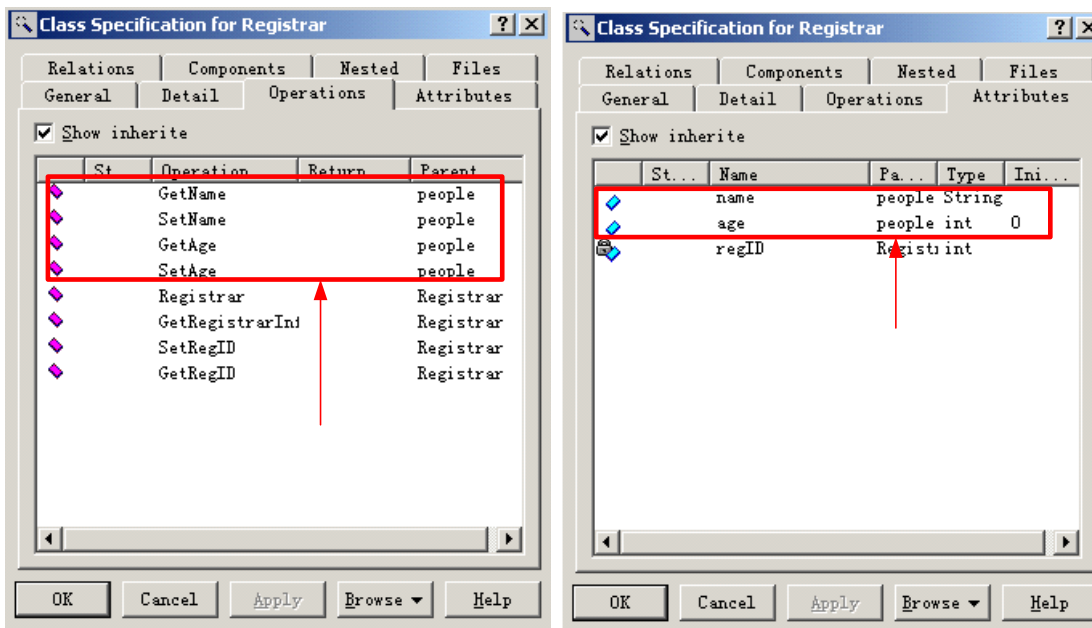 Class Specification for Registrar
Relations Components Nested Files
General Detail Operations Attributes
Show inherite
St... Operation Return Parent
GetName people
SetName people
GetAge people
SetAge people
Registrar Registrar
GetRegistrarInf Registrar
SetRegID Registrar
GetRegID Registrar
OK Cancel Apply Browse Help
Class Specification for Registrar
Relations Components Nested Files
General Detail Operations Attributes
Show inherite
St... Name Pa... Type Ini...
name people String
age people int 0
regID Registr int
OK Cancel Apply Browse Help